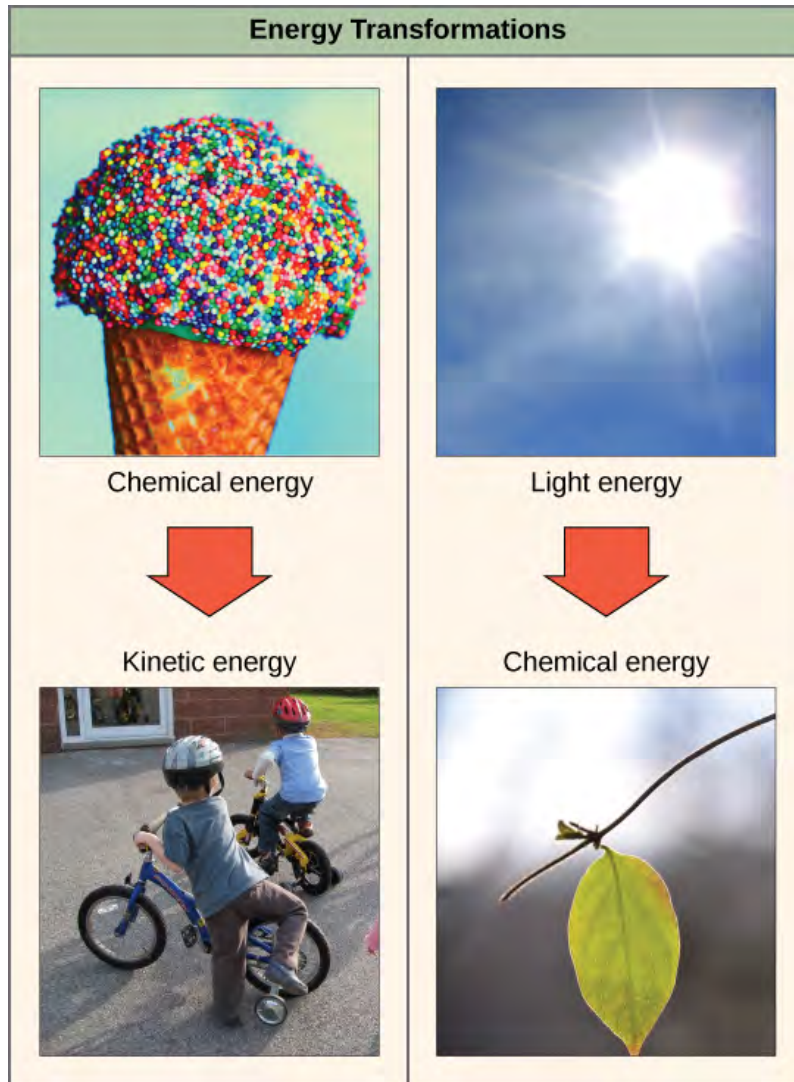 Energy Transformations
Chemical energy
Kinetic energy
Light energy
Chemical energy